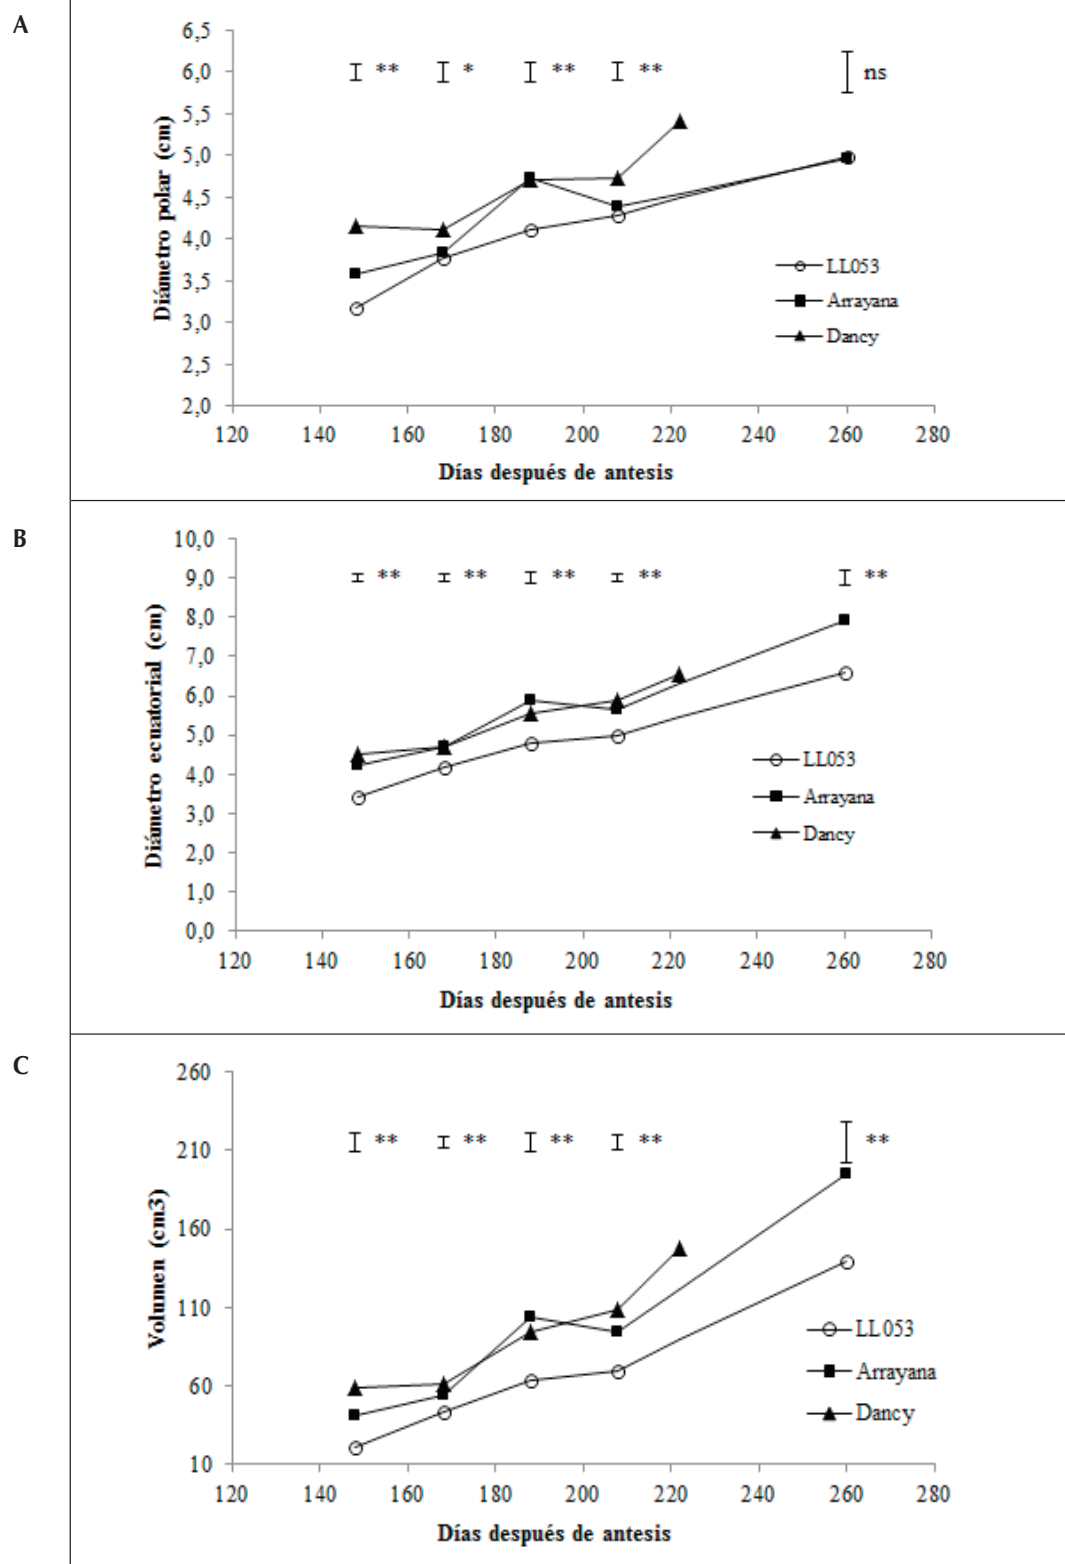 A
6,5
6,0
5,5
5,0
4,5
4,0
3,5
3,0
2,5
2,0
Diámetro polar (cm)
** * ** ** ns
LL053
Arrayana
Dancy
120 140 160 180 200 220 240 260 280
Días después de antesis
B
10,0
9,0
8,0
7,0
6,0
5,0
4,0
3,0
2,0
1,0
0,0
Diámetro ecuatorial (cm)
** ** ** ** **
LL053
Arrayana
Dancy
120 140 160 180 200 220 240 260 280
Días después de antesis
C
260
210
160
110
60
10
Volumen (cm3)
** ** ** ** **
LL053
Arrayana
Dancy
120 140 160 180 200 220 240 260 280
Días después de antesis